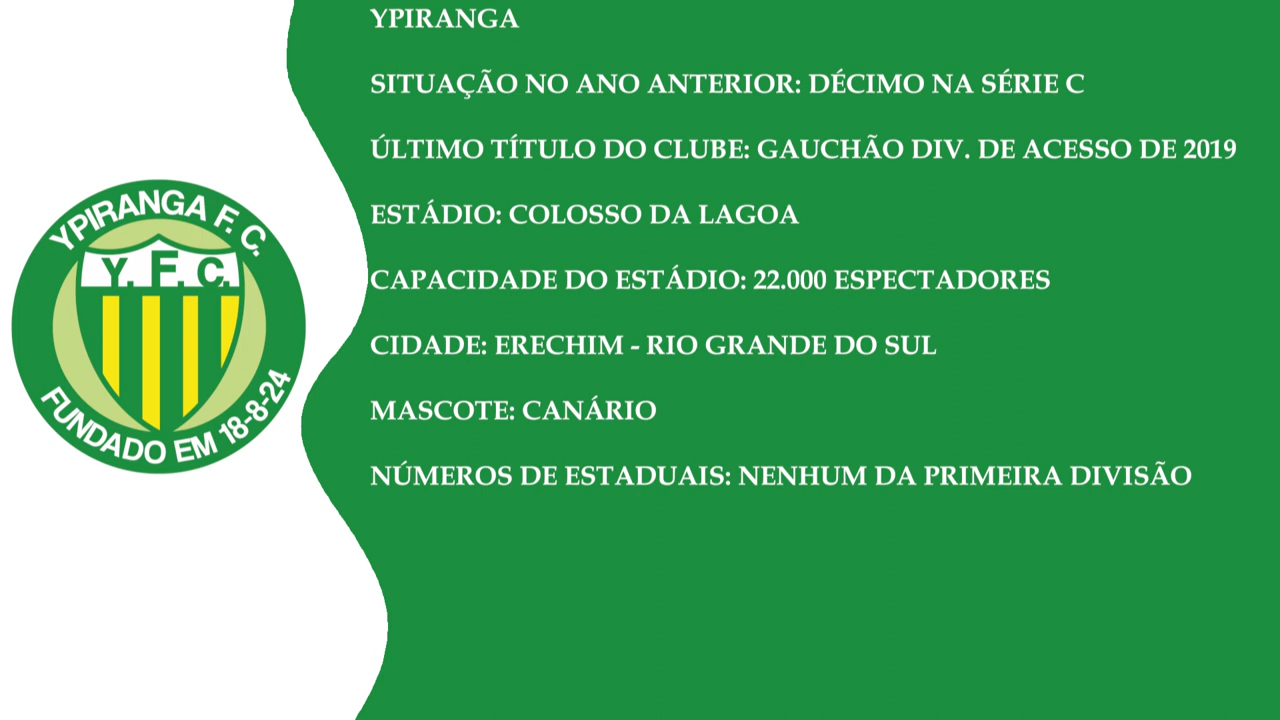 YPIRANGA
SITUAÇÃO NO ANO ANTERIOR: DÉCIMO NA SÉRIE C
ÚLTIMO TÍTULO DO CLUBE: GAUCHÃO DIV. DE ACESSO DE 2019
ESTÁDIO: COLOSSO DA LAGOA
CAPACIDADE DO ESTÁDIO: 22.000 ESPECTADORES
CIDADE: ERECHIM - RIO GRANDE DO SUL
MASCOTE: CANÁRIO
NÚMEROS DE ESTADUAIS: NENHUM DA PRIMEIRA DIVISÃO
YPIRANGA F. C.
Y. F. C.
FUNDADO EM 18-8-24